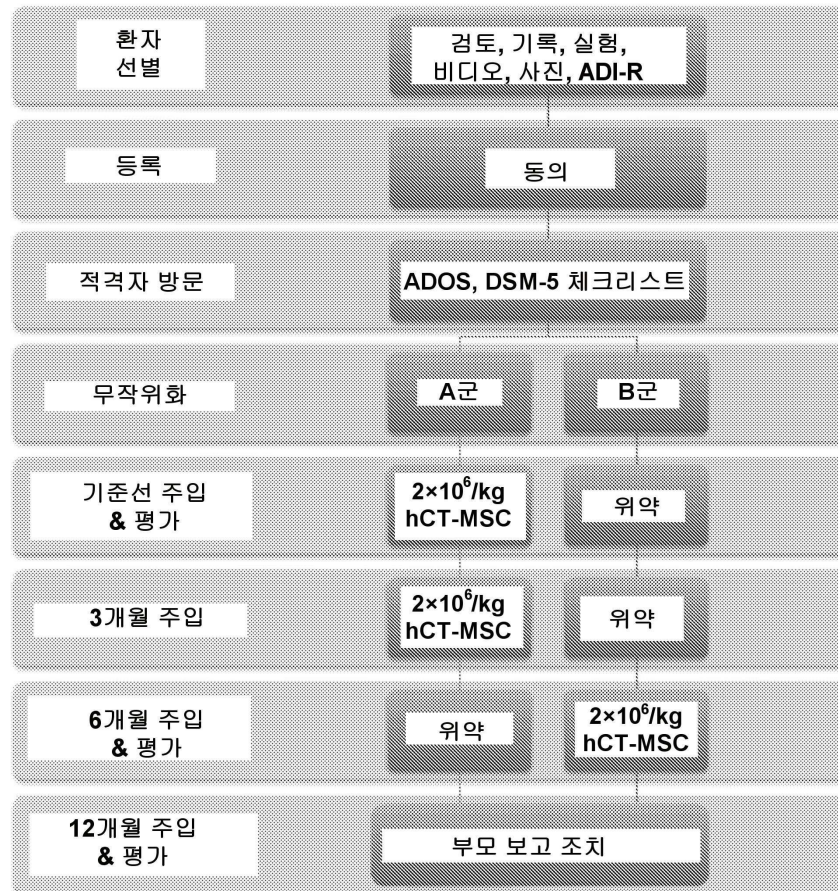 환자
선별
검토, 기록, 실험,
비디오, 사진, ADI-R
등록
동의
적격자 방문
ADOS, DSM-5 체크리스트
무작위화
A군
B군
기준선 주입
& 평가
2×10⁶/kg
hCT-MSC
위약
3개월 주입
2×10⁶/kg
hCT-MSC
위약
6개월 주입
& 평가
위약
2×10⁶/kg
hCT-MSC
12개월 주입
& 평가
부모 보고 조치